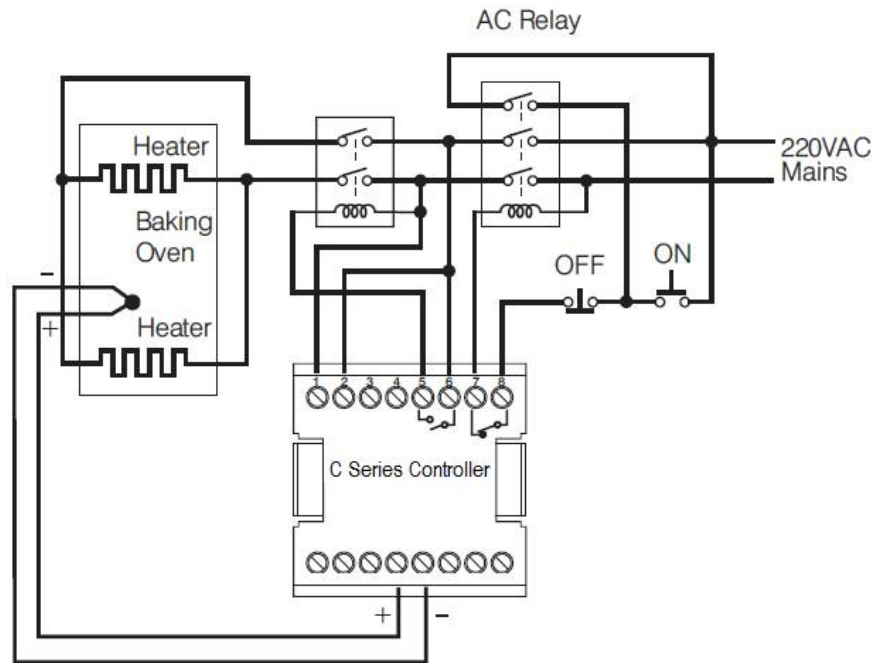 AC Relay
Heater
220VAC
Mains
Baking
Oven
OFF
ON
-
+
Heater
1 2 3 4 5 6 7 8
C Series Controller
+ -